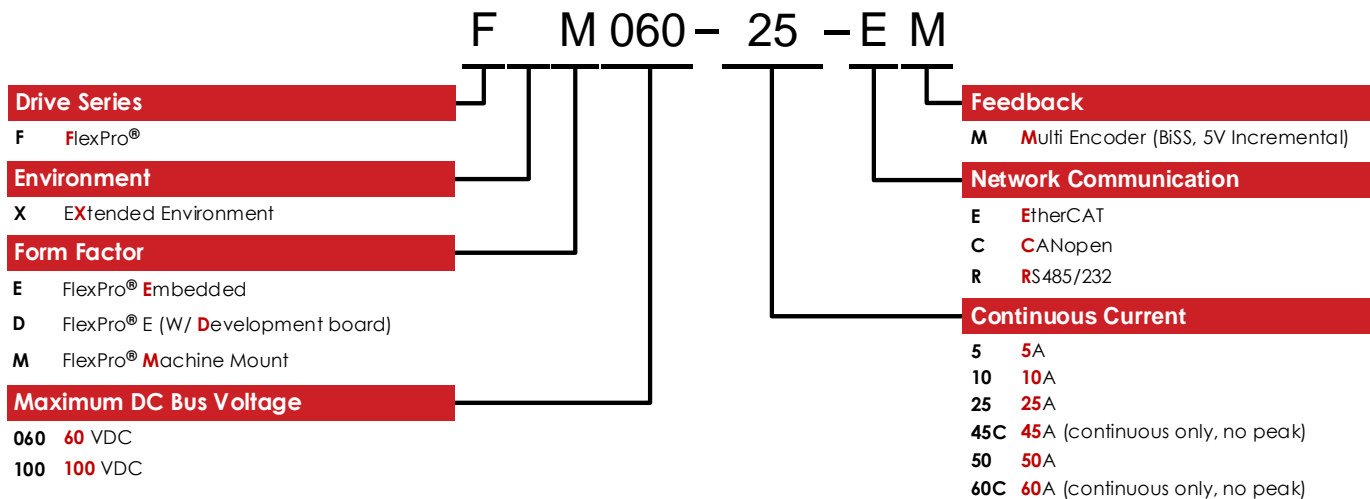 F M 060 – 25 – E M
Drive Series
F FlexPro®
Environment
X EXtended Environment
Form Factor
E FlexPro® Embedded
D FlexPro® E (W/ Development board)
M FlexPro® Machine Mount
Maximum DC Bus Voltage
060 60 VDC
100 100 VDC
Feedback
M Multi Encoder (BiSS, 5V Incremental)
Network Communication
E EtherCAT
C CANopen
R RS485/232
Continuous Current
5 5A
10 10A
25 25A
45C 45A (continuous only, no peak)
50 50A
60C 60A (continuous only, no peak)